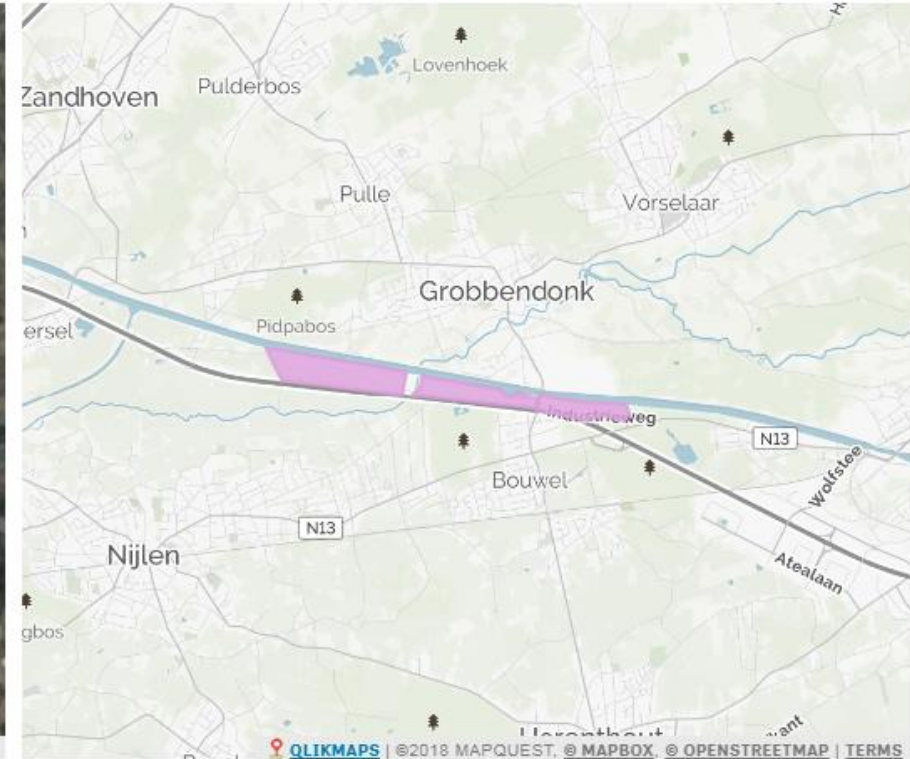 Lovenhoek
Pulderbos
Zandhoven
Pulle
Vorselaar
Grobbendonk
Pidpabos
ersel
Industrieweg
N13
Wolfstee
Bouwel
N13
Nijlen
Atealaan
gbos
QLIKMAPS | ©2018 MAPQUEST, © MAPBOX, © OPENSTREETMAP | TERMS